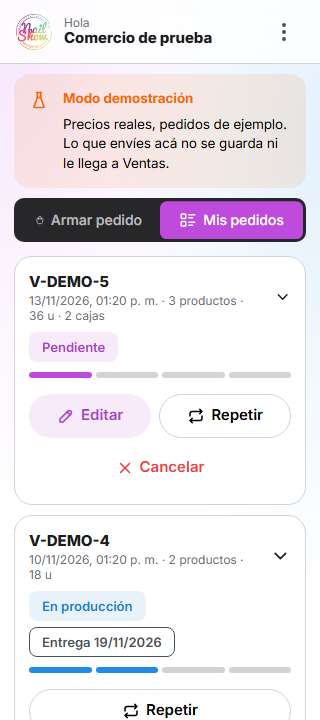 Nail
Show
Hola
Comercio de prueba
Modo demostración
Precios reales, pedidos de ejemplo.
Lo que envíes acá no se guarda ni
le llega a Ventas.
Armar pedido
Mis pedidos
V-DEMO-5
13/11/2026, 01:20 p. m. · 3 productos ·
36 u · 2 cajas
Pendiente
Editar
Repetir
Cancelar
V-DEMO-4
10/11/2026, 01:20 p. m. · 2 productos ·
18 u
En producción
Entrega 19/11/2026
Repetir